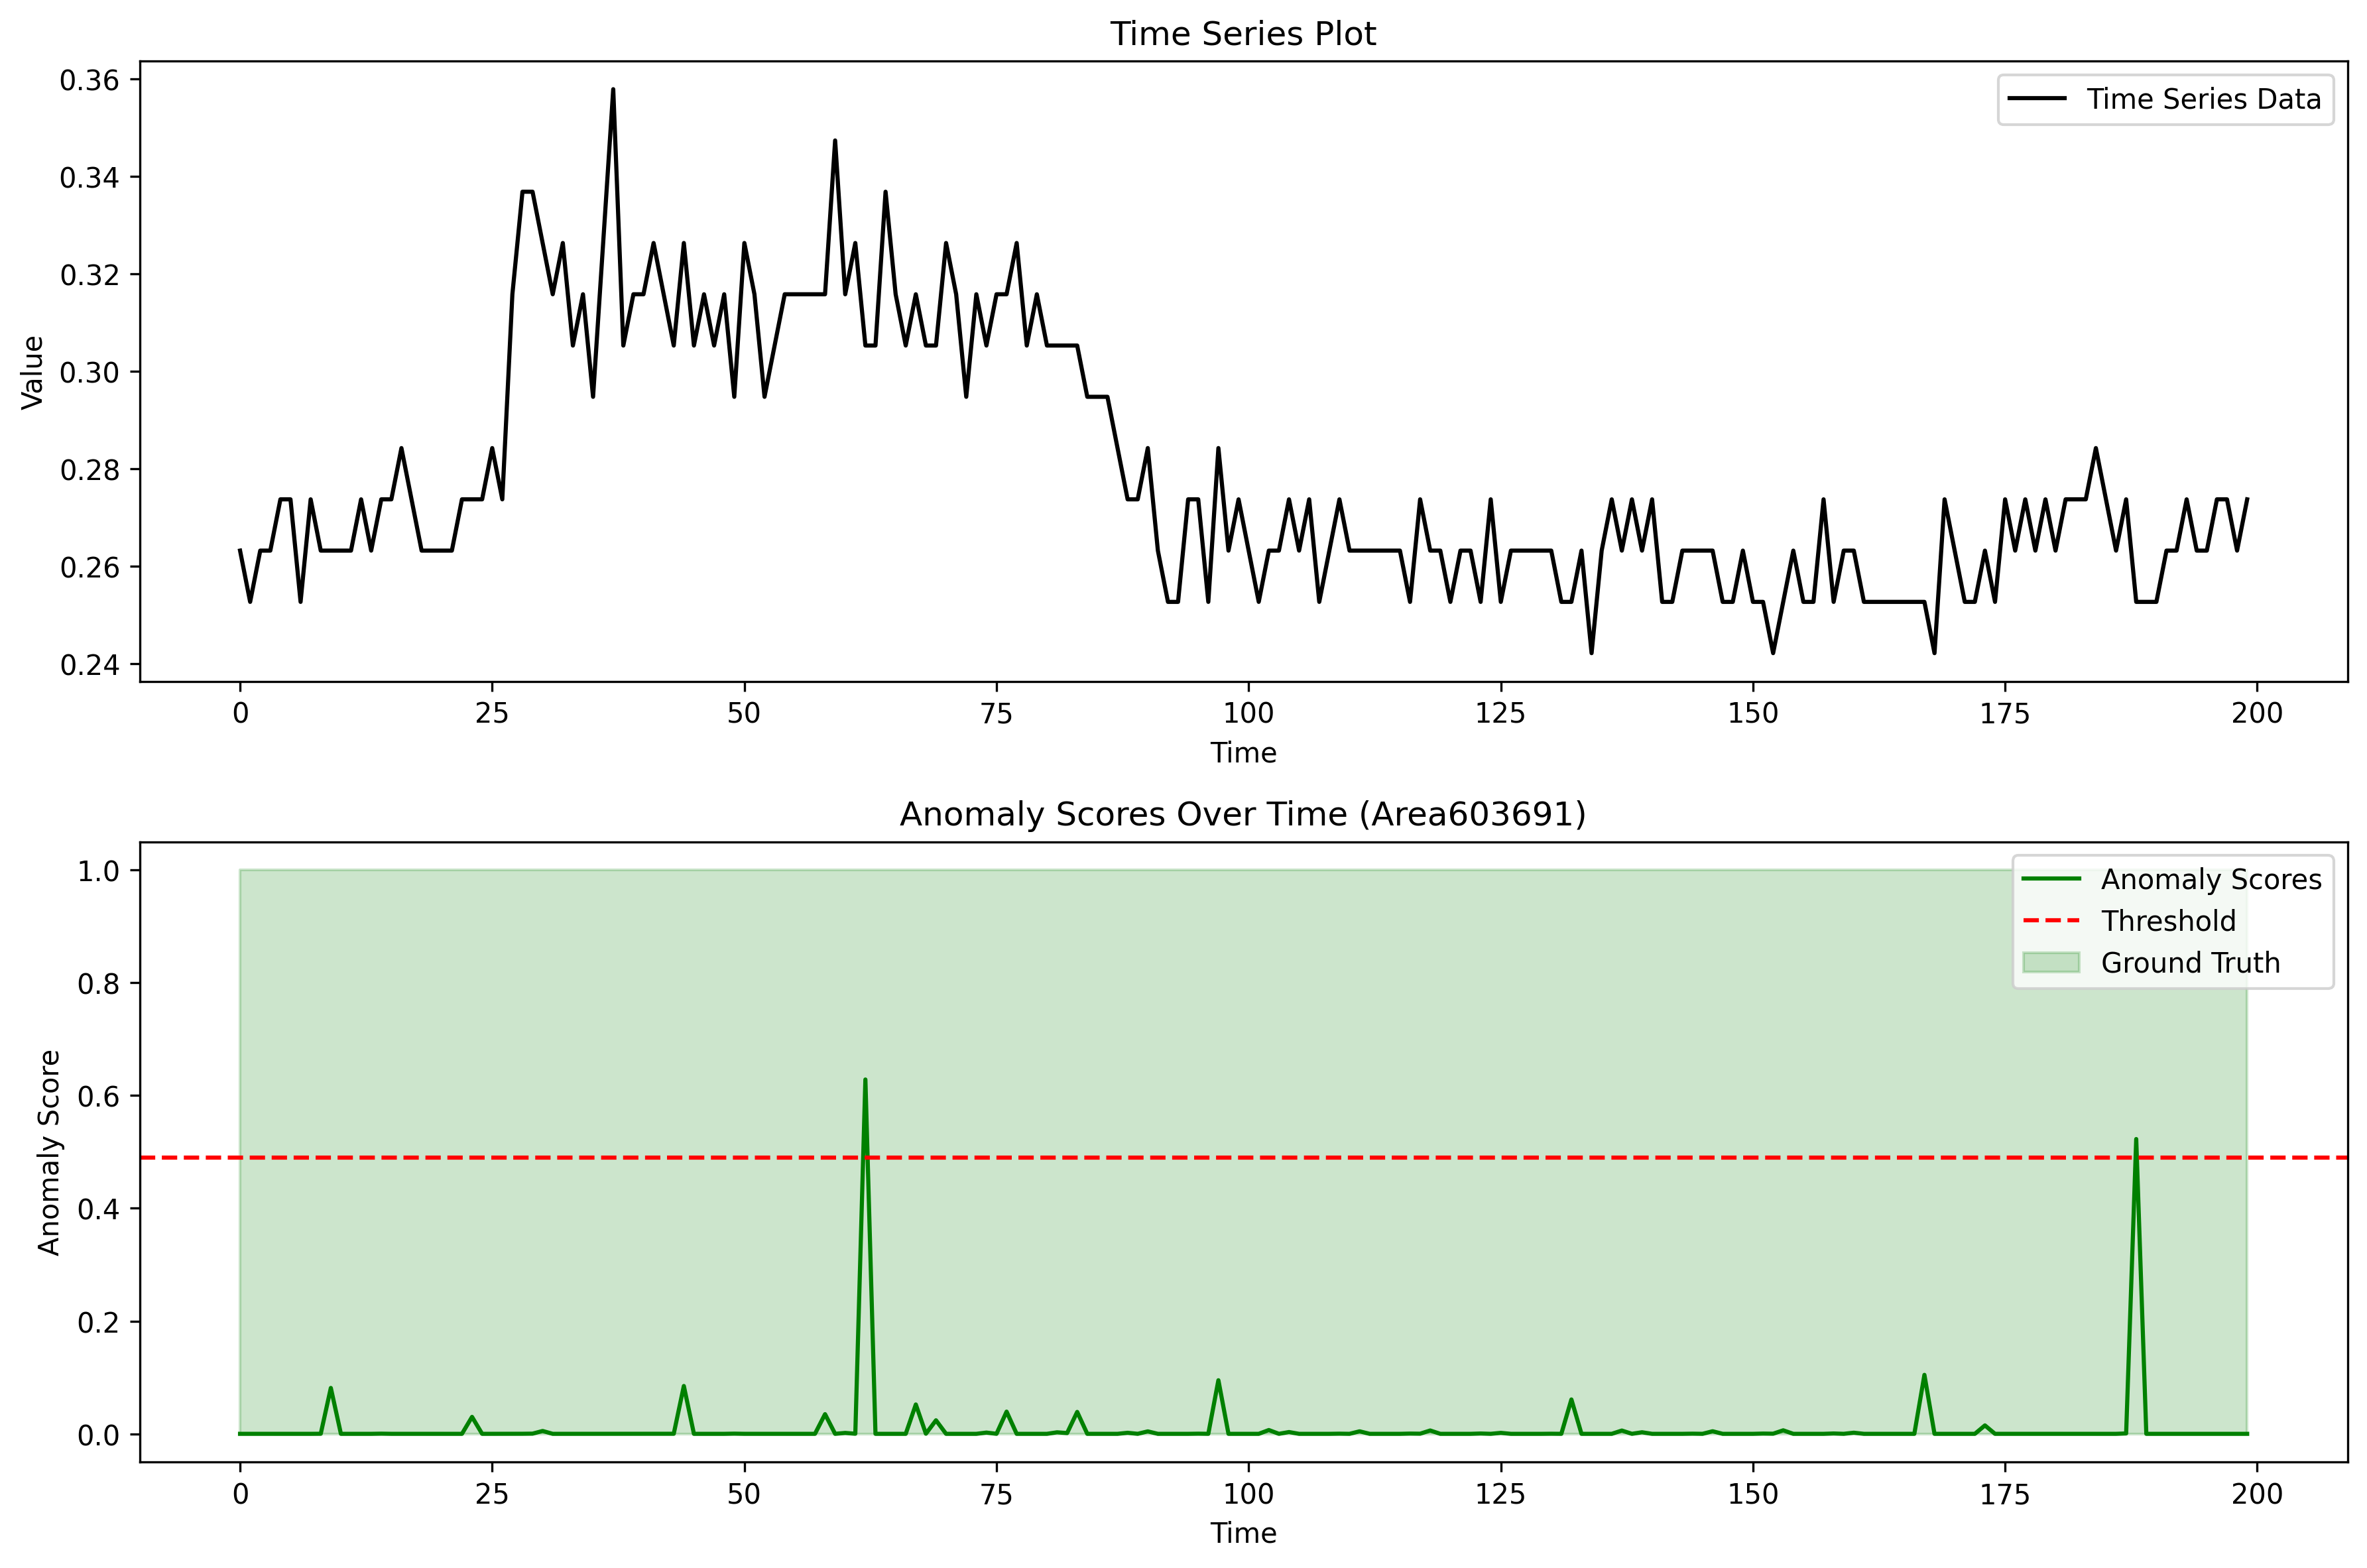 Time Series Plot
0.36
0.34
0.32
0.30
0.28
0.26
0.24
Value
Time Series Data
0 25 50 75 100 125 150 175 200
Time
Anomaly Scores Over Time (Area603691)
1.0
0.8
0.6
0.4
0.2
0.0
Anomaly Score
Anomaly Scores
Threshold
Ground Truth
0 25 50 75 100 125 150 175 200
Time